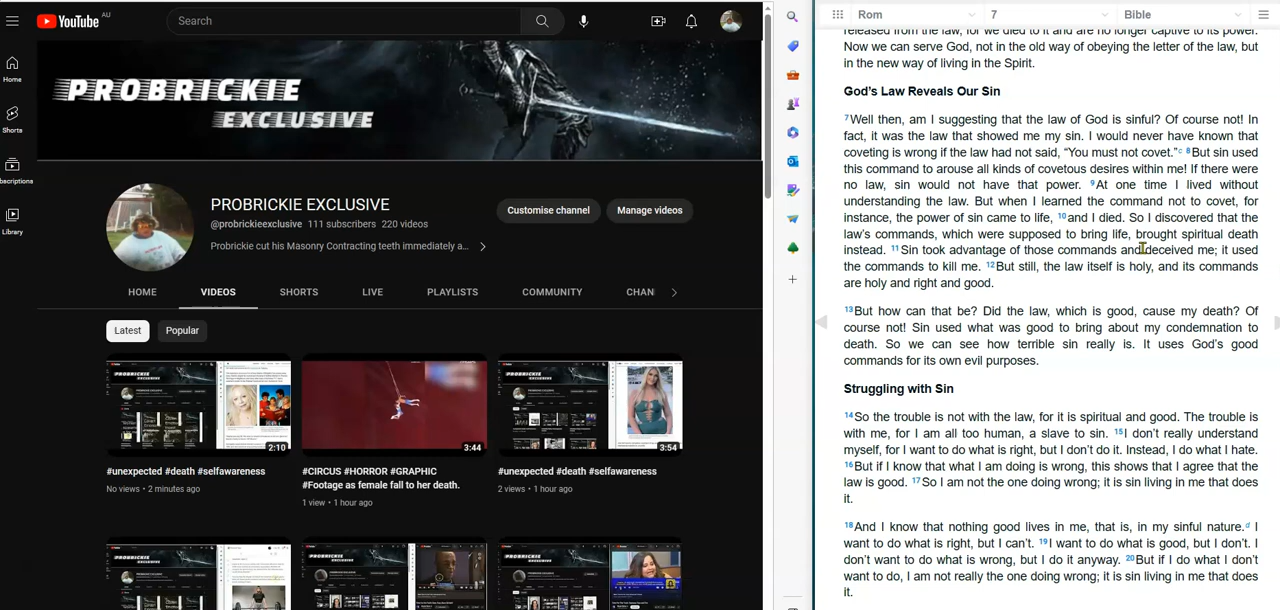 YouTube AU
Search
Home
Shorts
bscriptions
Library
PROBRICKIE
EXCLUSIVE
PROBRICKIE EXCLUSIVE
@probrickieexclusive 111 subscribers 220 videos
Probrickie cut his Masonry Contracting teeth immediately a...
Customise channel
Manage videos
HOME VIDEOS SHORTS LIVE PLAYLISTS COMMUNITY CHAN
Latest Popular
2:10
3:44
3:54
#unexpected #death #selfawareness
No views • 2 minutes ago
#CIRCUS #HORROR #GRAPHIC
#Footage as female fall to her death.
1 view • 1 hour ago
#unexpected #death #selfawareness
2 views • 1 hour ago
Rom 7 Bible
released from the law, for we died to it and are no longer captive to its power.
Now we can serve God, not in the old way of obeying the letter of the law, but
in the new way of living in the Spirit.
God's Law Reveals Our Sin
7Well then, am I suggesting that the law of God is sinful? Of course not! In
fact, it was the law that showed me my sin. I would never have known that
coveting is wrong if the law had not said, “You must not covet.”c 8But sin used
this command to arouse all kinds of covetous desires within me! If there were
no law, sin would not have that power. 9At one time I lived without
understanding the law. But when I learned the command not to covet, for
instance, the power of sin came to life, 10and I died. So I discovered that the
law's commands, which were supposed to bring life, brought spiritual death
instead. 11Sin took advantage of those commands and deceived me; it used
the commands to kill me. 12But still, the law itself is holy, and its commands
are holy and right and good.
13But how can that be? Did the law, which is good, cause my death? Of
course not! Sin used what was good to bring about my condemnation to
death. So we can see how terrible sin really is. It uses God's good
commands for its own evil purposes.
Struggling with Sin
14So the trouble is not with the law, for it is spiritual and good. The trouble is
with me, for I am all too human, a slave to sin. 15I don't really understand
myself, for I want to do what is right, but I don't do it. Instead, I do what I hate.
16But if I know that what I am doing is wrong, this shows that I agree that the
law is good. 17So I am not the one doing wrong; it is sin living in me that does
it.
18And I know that nothing good lives in me, that is, in my sinful nature.d I
want to do what is right, but I can't. 19I want to do what is good, but I don't. I
don't want to do what is wrong, but I do it anyway. 20But if I do what I don't
want to do, I am not really the one doing wrong; it is sin living in me that does
it.